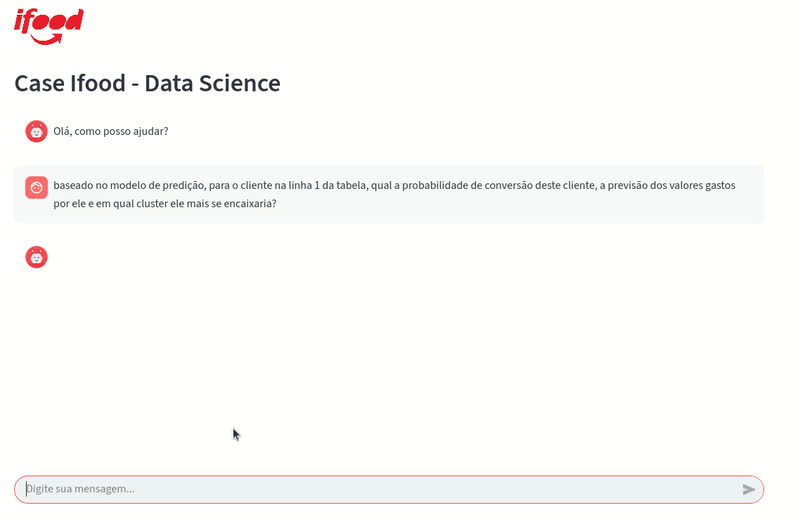 ifood
Case Ifood - Data Science
Olá, como posso ajudar?
baseado no modelo de predição, para o cliente na linha 1 da tabela, qual a probabilidade de conversão deste cliente, a previsão dos valores gastos
por ele e em qual cluster ele mais se encaixaria?
Digite sua mensagem...